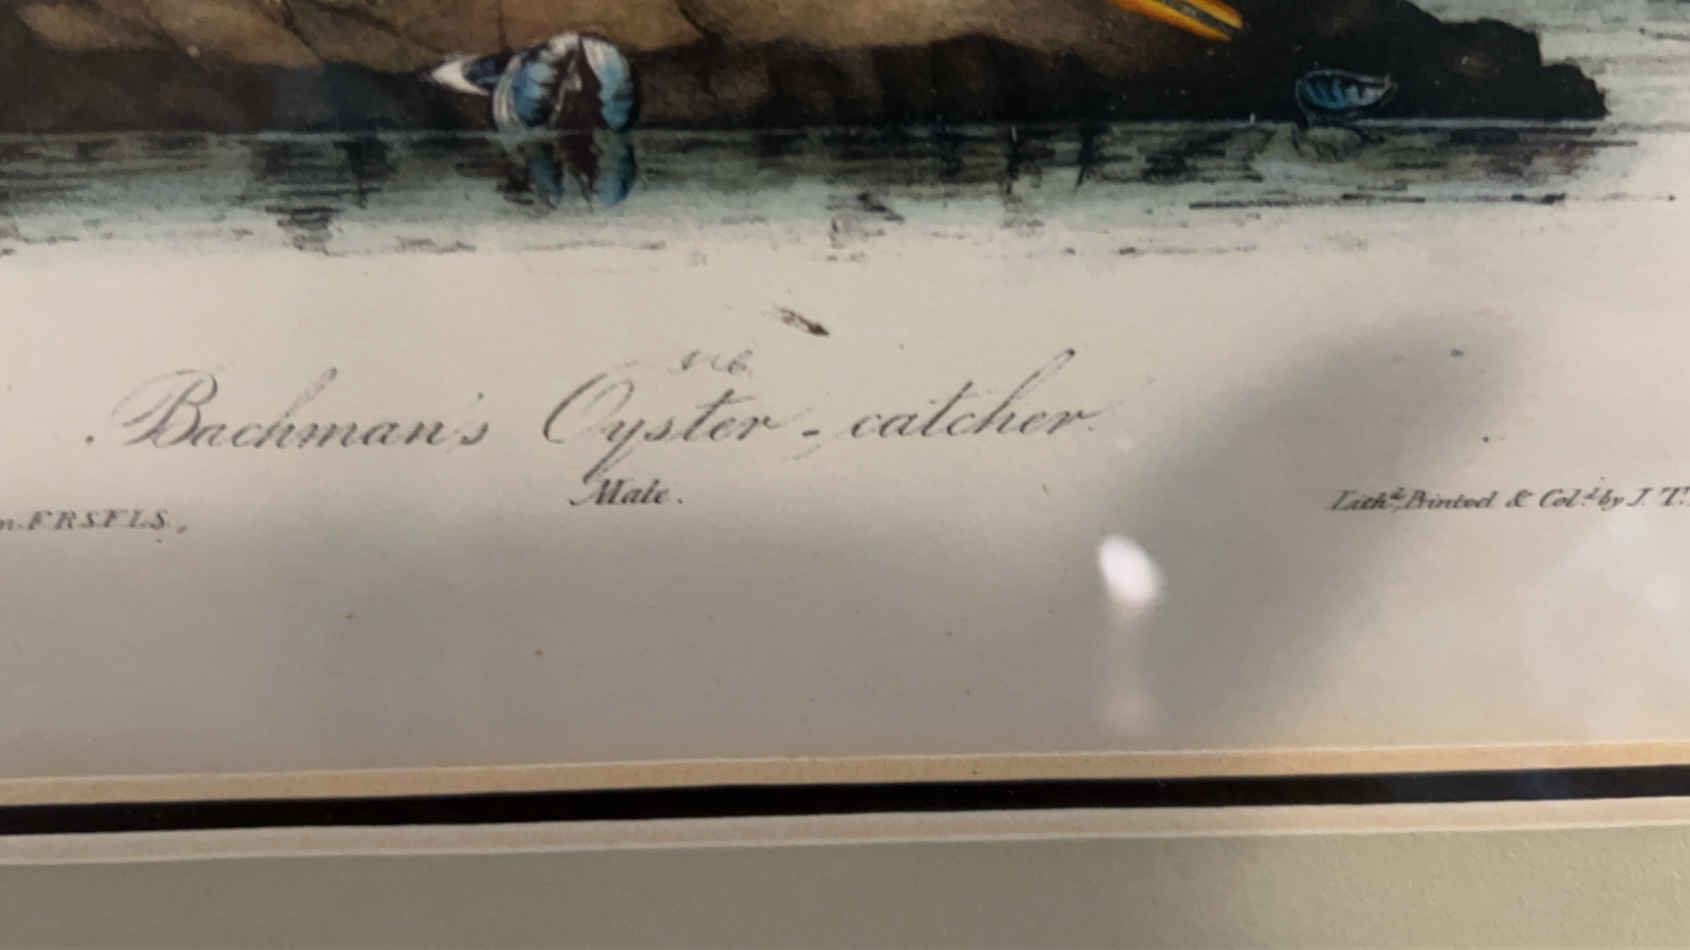 Bachman's Oyster-catcher.
Male.
F.R.S.F.L.S.
Lith.d Printed & Col.d by J. T.